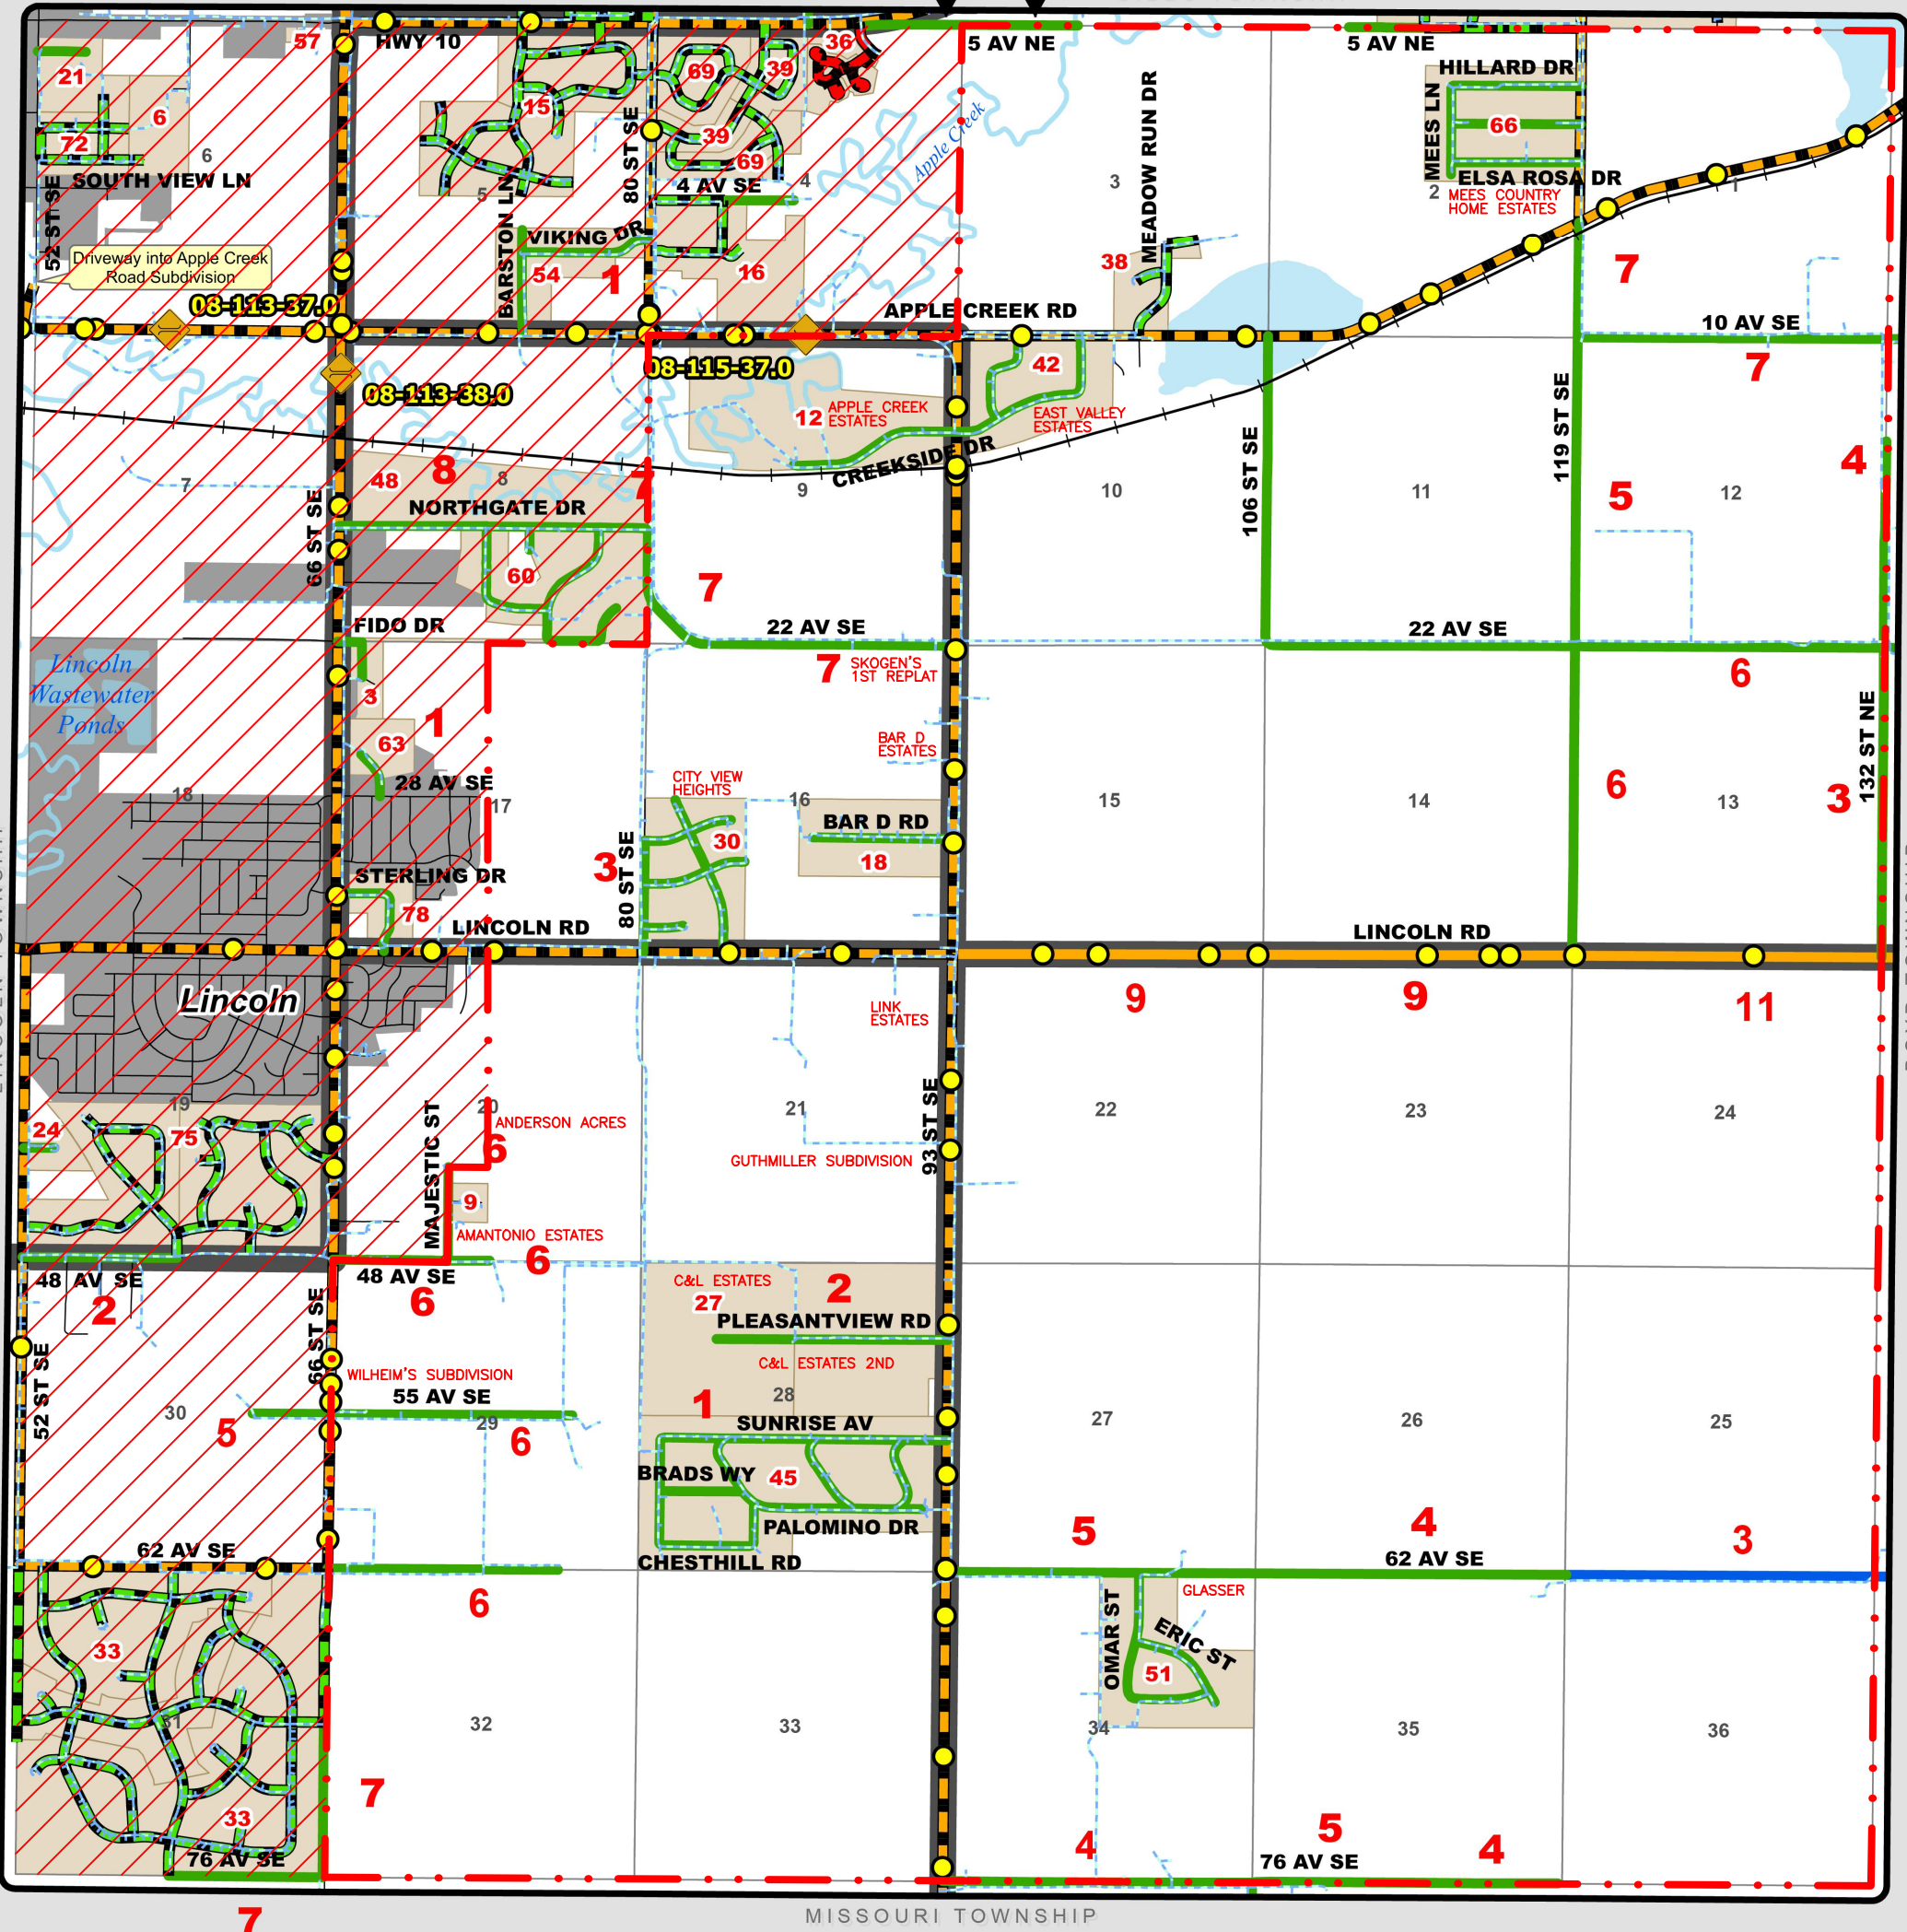 57
HWY 10
36
5 AV NE
5 AV NE
21
69
39
HILLARD DR
6
15
80 ST SE
Apple Creek
MEADOW RUN DR
MEES LN
66
72
39
69
6
SOUTH VIEW LN
5
4 AV SE
4
3
2
ELSA ROSA DR
1
MEES COUNTRY
HOME ESTATES
52 ST SE
BARSTON LN
VIKING DR
Driveway into Apple Creek
Road Subdivision
54
1
16
38
7
08-113-37.0
APPLE CREEK RD
10 AV SE
08-115-37.0
08-113-38.0
42
7
12
APPLE CREEK
ESTATES
EAST VALLEY
ESTATES
119 ST SE
106 ST SE
CREEKSIDE DR
4
7
48
8
8
7
9
10
11
5
12
66 ST SE
NORTHGATE DR
60
7
FIDO DR
22 AV SE
22 AV SE
Lincoln
Wastewater
Ponds
7
SKOGEN'S
1ST REPLAT
6
3
1
63
BAR D
ESTATES
132 ST NE
28 AV SE
CITY VIEW
HEIGHTS
18
17
16
15
14
6
13
3
30
BAR D RD
18
3
80 ST SE
STERLING DR
78
LINCOLN RD
LINCOLN RD
Lincoln
LINK
ESTATES
9
9
11
19
20
21
22
23
24
24
75
MAJESTIC ST
ANDERSON ACRES
6
GUTHMILLER SUBDIVISION
93 ST SE
9
AMANTONIO ESTATES
6
48 AV SE
48 AV SE
2
6
C&L ESTATES
27
2
PLEASANTVIEW RD
66 ST SE
52 ST SE
WILHEIM'S SUBDIVISION
C&L ESTATES 2ND
55 AV SE
28
1
30
5
29
6
SUNRISE AV
27
26
25
BRADS WY
45
PALOMINO DR
5
4
3
62 AV SE
CHESTHILL RD
62 AV SE
6
GLASSER
OMAR ST
ERIC ST
33
51
31
32
33
34
35
36
7
33
4
5
4
76 AV SE
76 AV SE
7
MISSOURI TOWNSHIP